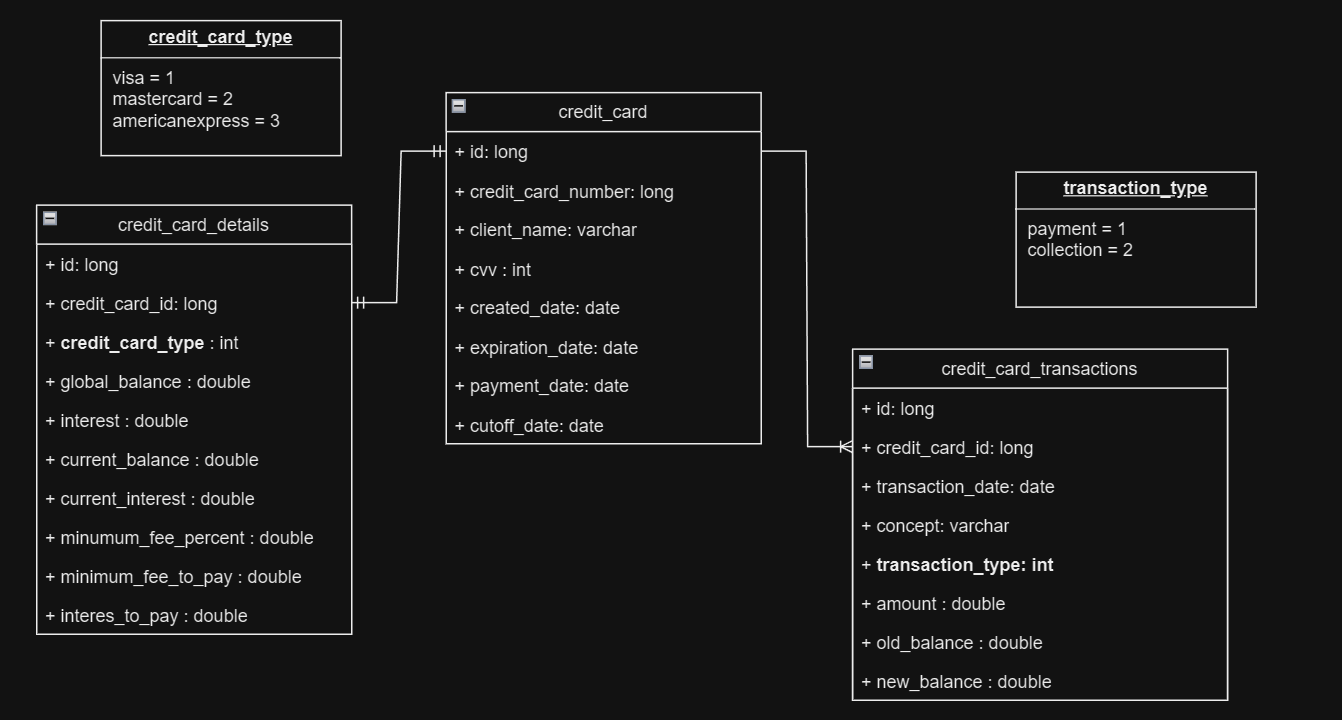 credit_card_type
visa = 1
mastercard = 2
americanexpress = 3
credit_card_details
+ id: long
+ credit_card_id: long
+ credit_card_type : int
+ global_balance : double
+ interest : double
+ current_balance : double
+ current_interest : double
+ minumum_fee_percent : double
+ minimum_fee_to_pay : double
+ interes_to_pay : double
credit_card
+ id: long
+ credit_card_number: long
+ client_name: varchar
+ cvv : int
+ created_date: date
+ expiration_date: date
+ payment_date: date
+ cutoff_date: date
transaction_type
payment = 1
collection = 2
credit_card_transactions
+ id: long
+ credit_card_id: long
+ transaction_date: date
+ concept: varchar
+ transaction_type: int
+ amount : double
+ old_balance : double
+ new_balance : double